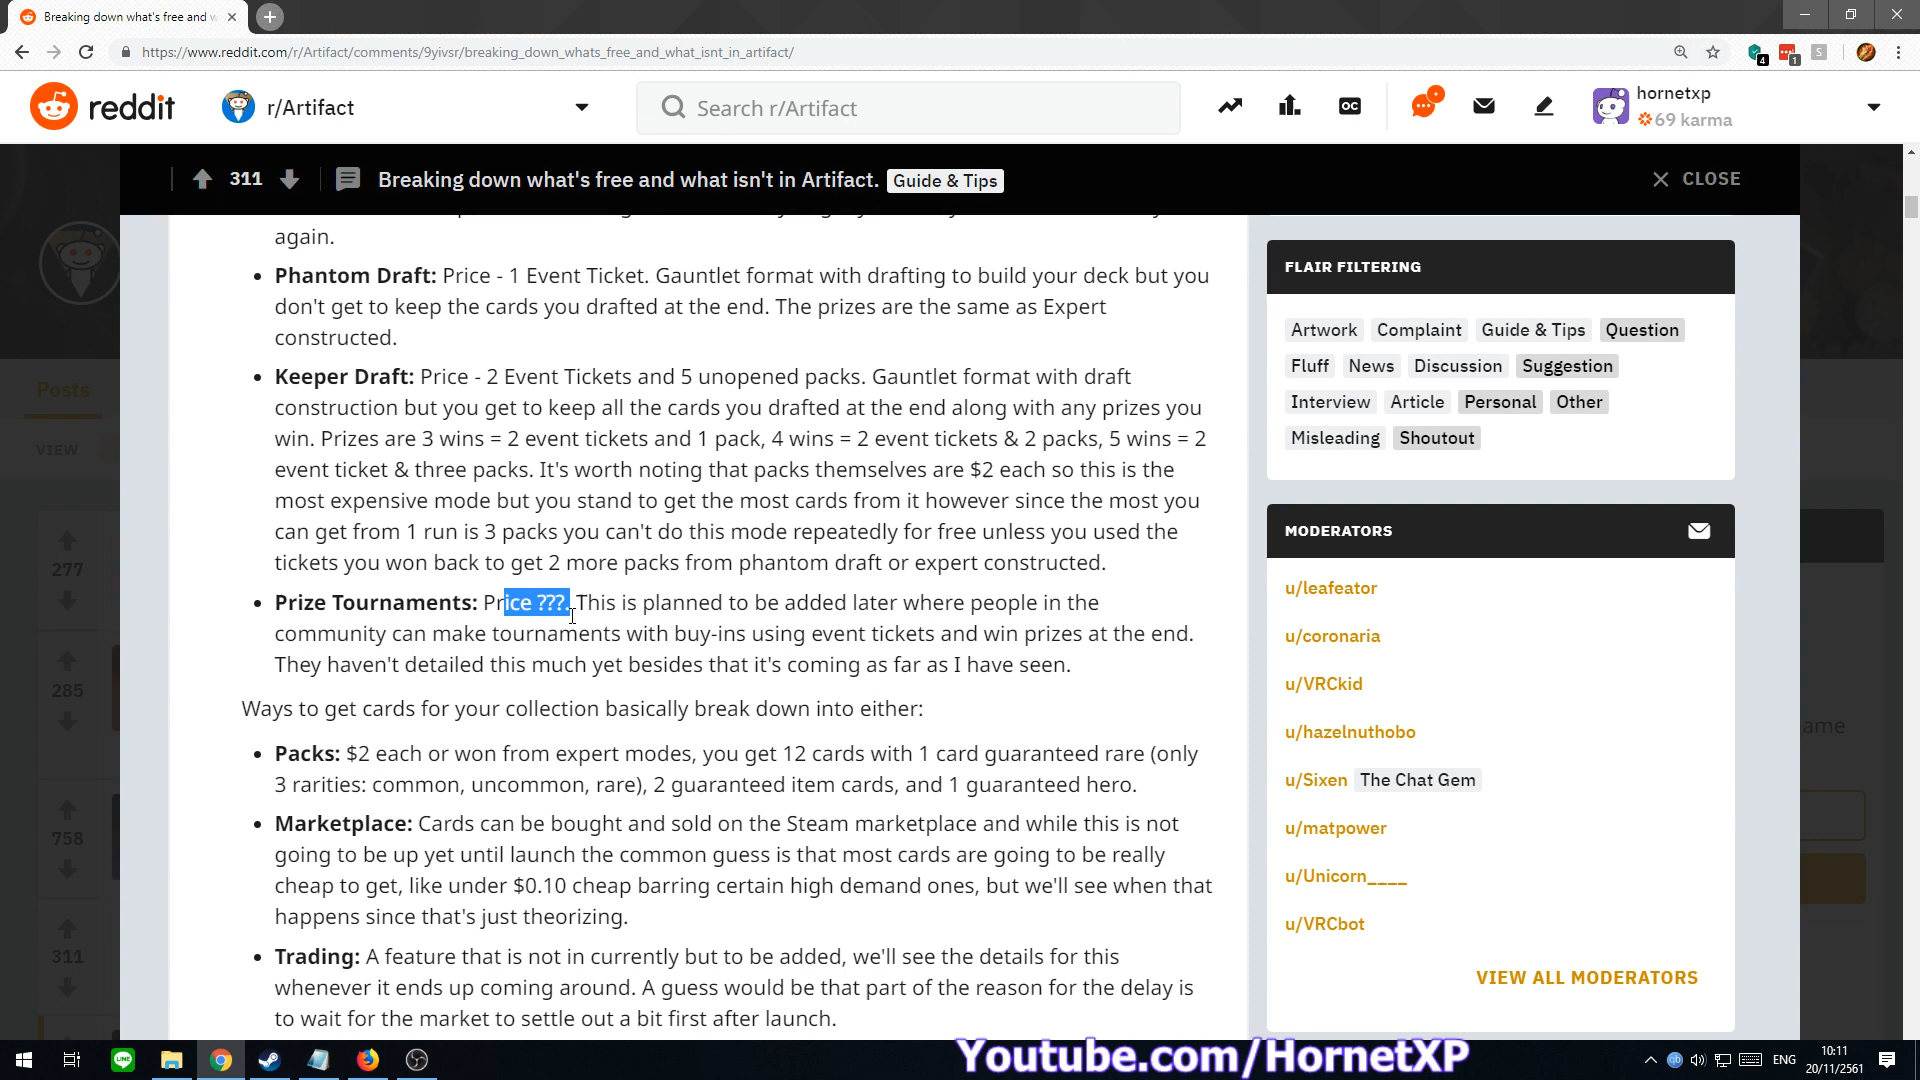 Breaking down what's free and w
https://www.reddit.com/r/Artifact/comments/9yivsr/breaking_down_whats_free_and_what_isnt_in_artifact/
4
1
S
reddit
r/Artifact
Search r/Artifact
OC
hornetxp
69 karma
311
Breaking down what's free and what isn't in Artifact.
Guide & Tips
CLOSE
again.
Phantom Draft: Price - 1 Event Ticket. Gauntlet format with drafting to build your deck but you
don't get to keep the cards you drafted at the end. The prizes are the same as Expert
constructed.
Keeper Draft: Price - 2 Event Tickets and 5 unopened packs. Gauntlet format with draft
construction but you get to keep all the cards you drafted at the end along with any prizes you
win. Prizes are 3 wins = 2 event tickets and 1 pack, 4 wins = 2 event tickets & 2 packs, 5 wins = 2
event ticket & three packs. It's worth noting that packs themselves are $2 each so this is the
most expensive mode but you stand to get the most cards from it however since the most you
can get from 1 run is 3 packs you can't do this mode repeatedly for free unless you used the
tickets you won back to get 2 more packs from phantom draft or expert constructed.
Prize Tournaments: Price ???. This is planned to be added later where people in the
community can make tournaments with buy-ins using event tickets and win prizes at the end.
They haven't detailed this much yet besides that it's coming as far as I have seen.
Ways to get cards for your collection basically break down into either:
Packs: $2 each or won from expert modes, you get 12 cards with 1 card guaranteed rare (only
3 rarities: common, uncommon, rare), 2 guaranteed item cards, and 1 guaranteed hero.
Marketplace: Cards can be bought and sold on the Steam marketplace and while this is not
going to be up yet until launch the common guess is that most cards are going to be really
cheap to get, like under $0.10 cheap barring certain high demand ones, but we'll see when that
happens since that's just theorizing.
Trading: A feature that is not in currently but to be added, we'll see the details for this
whenever it ends up coming around. A guess would be that part of the reason for the delay is
to wait for the market to settle out a bit first after launch.
FLAIR FILTERING
Artwork Complaint Guide & Tips Question
Fluff News Discussion Suggestion
Interview Article Personal Other
Misleading Shoutout
MODERATORS
u/leafeator
u/coronaria
u/VRCkid
u/hazelnuthobo
u/Sixen The Chat Gem
u/matpower
u/Unicorn____
u/VRCbot
VIEW ALL MODERATORS
Posts
VIEW
277
285
758
311
ame
Youtube.com/HornetXP
LINE
qb
ENG
10:11
20/11/2561